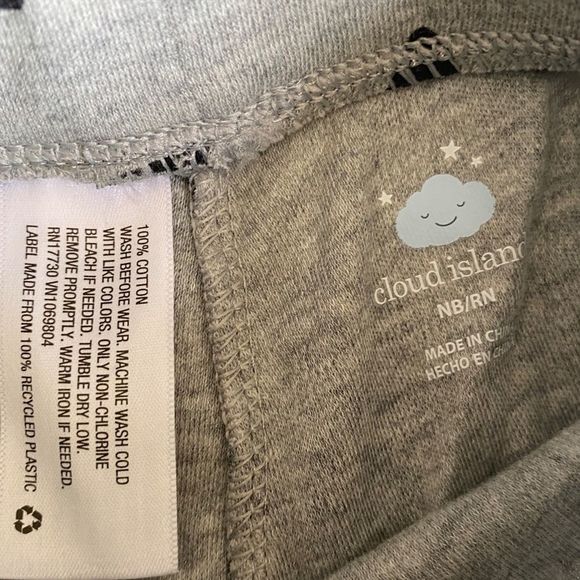 100% COTTON
WASH BEFORE WEAR. MACHINE WASH COLD
WITH LIKE COLORS. ONLY NON-CHLORINE
BLEACH IF NEEDED. TUMBLE DRY LOW.
REMOVE PROMPTLY. WARM IRON IF NEEDED.
RN17730 VN1069804
LABEL MADE FROM 100% RECYCLED PLASTIC
cloud island
NB/RN
MADE IN
HECHO EN